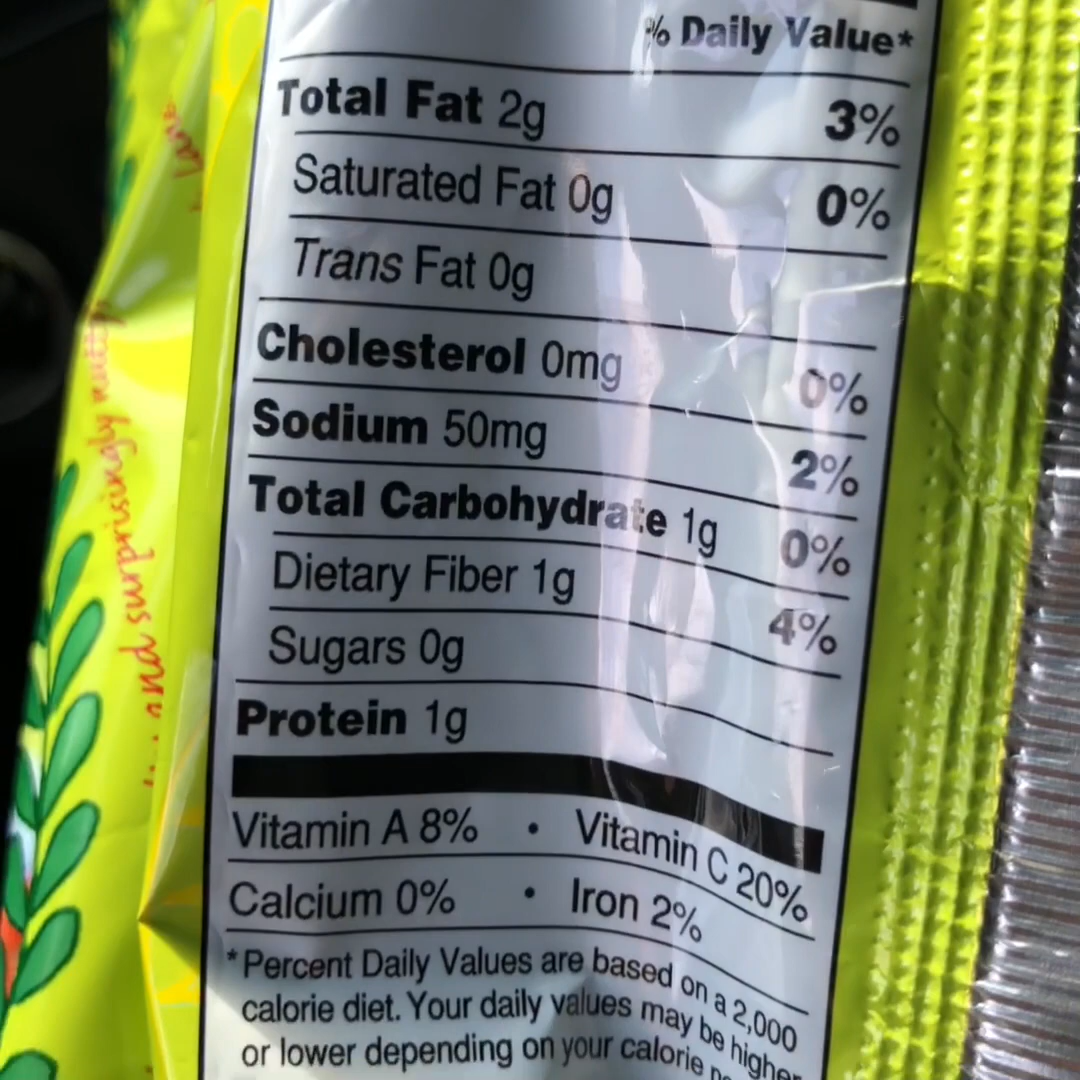 % Daily Value*
Total Fat 2g 3%
Saturated Fat 0g 0%
Trans Fat 0g
Cholesterol 0mg 0%
Sodium 50mg 2%
Total Carbohydrate 1g 0%
Dietary Fiber 1g 4%
Sugars 0g
Protein 1g
Vitamin A 8% • Vitamin C 20%
Calcium 0% • Iron 2%
*Percent Daily Values are based on a 2,000
calorie diet. Your daily values may be higher
or lower depending on your calorie
and surprisingly nutty